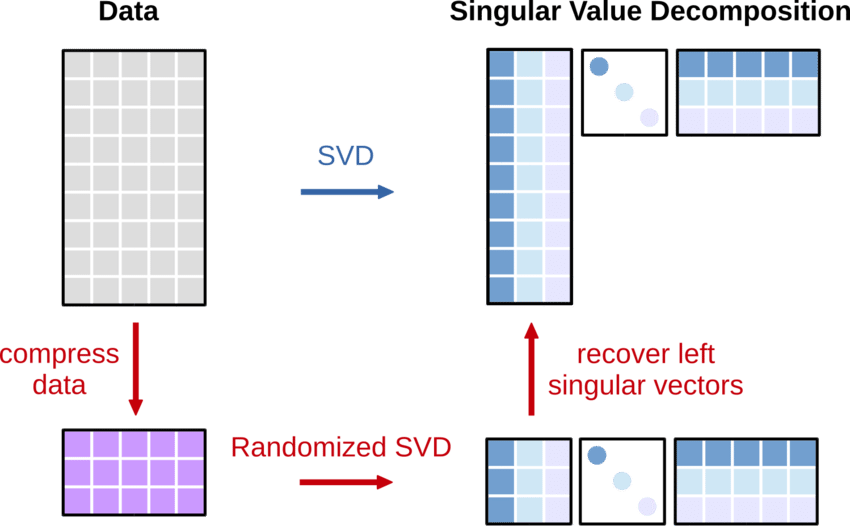 Data
Singular Value Decomposition
SVD
compress
data
recover left
singular vectors
Randomized SVD